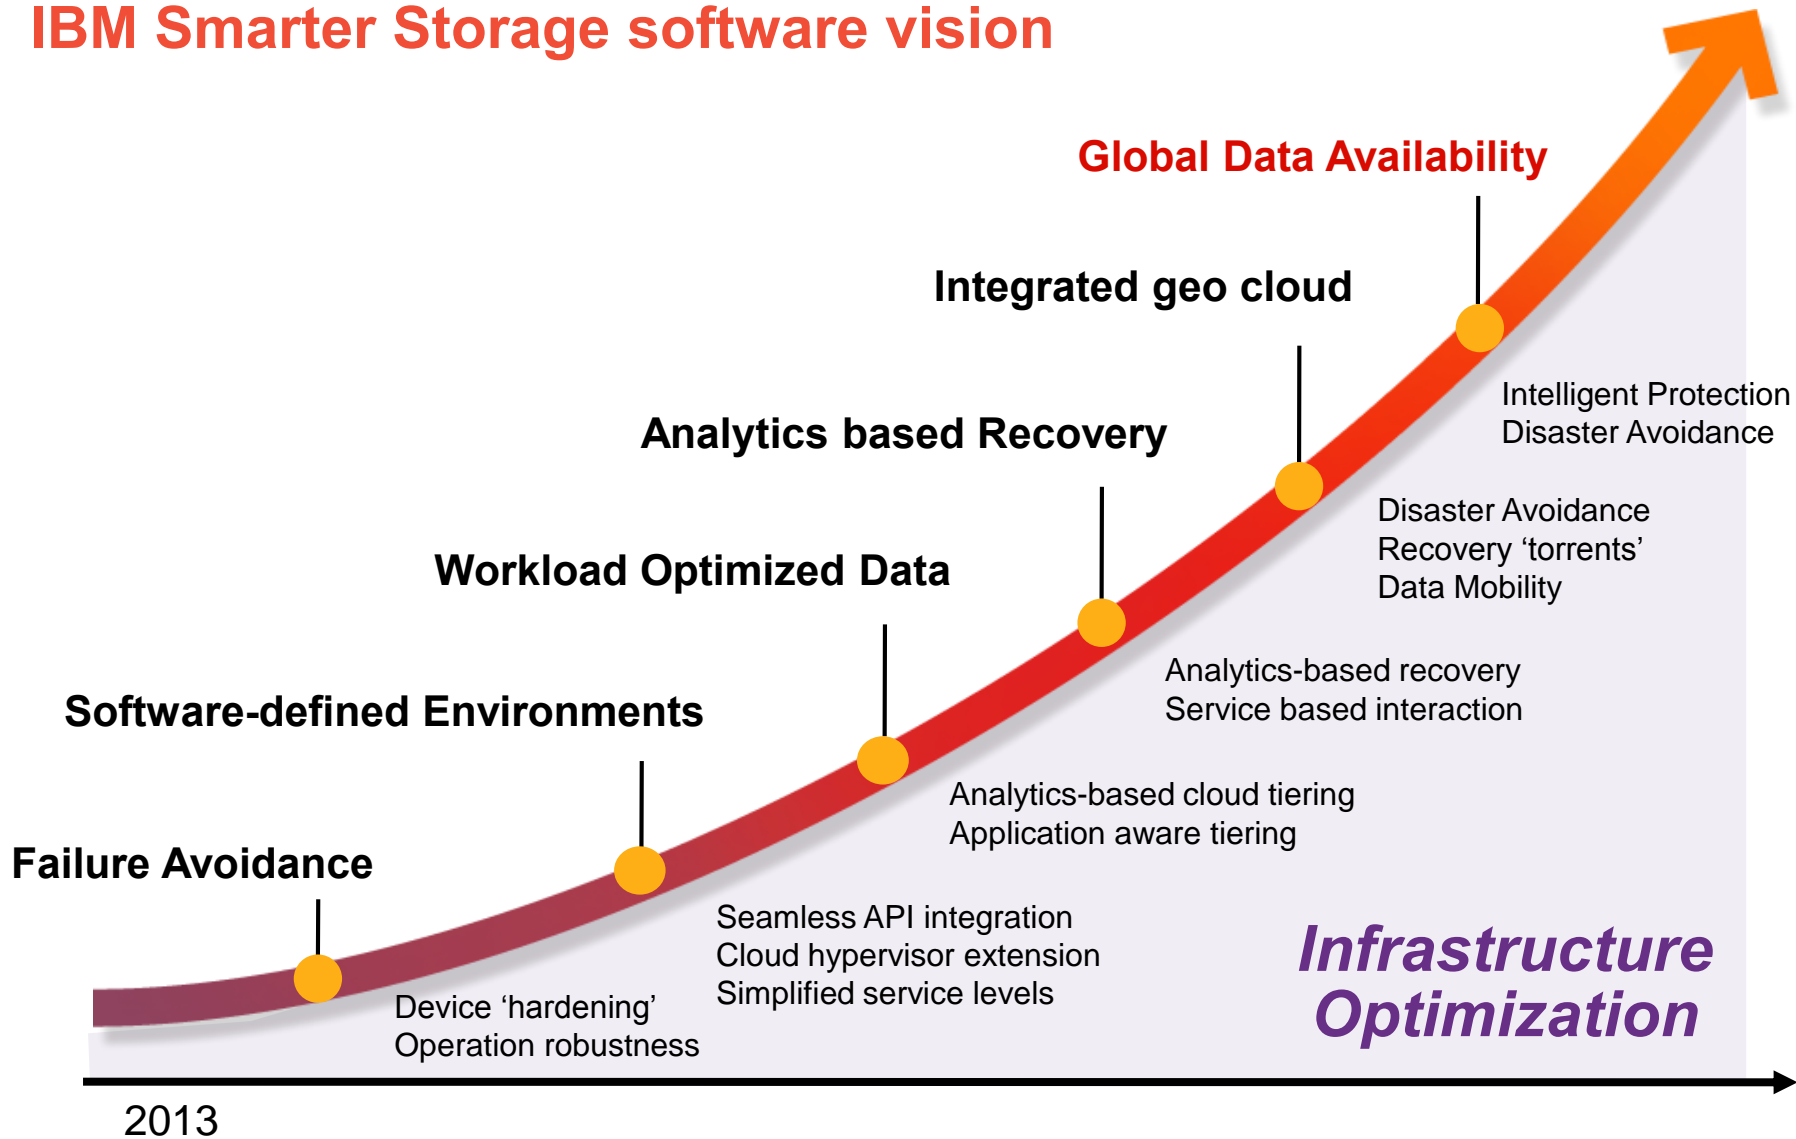 IBM Smarter Storage software vision
Global Data Availability
Integrated geo cloud
Intelligent Protection
Disaster Avoidance
Analytics based Recovery
Disaster Avoidance
Recovery ‘torrents’
Data Mobility
Workload Optimized Data
Analytics-based recovery
Service based interaction
Software-defined Environments
Analytics-based cloud tiering
Application aware tiering
Failure Avoidance
Seamless API integration
Cloud hypervisor extension
Simplified service levels
Device ‘hardening’
Operation robustness
Infrastructure
Optimization
2013